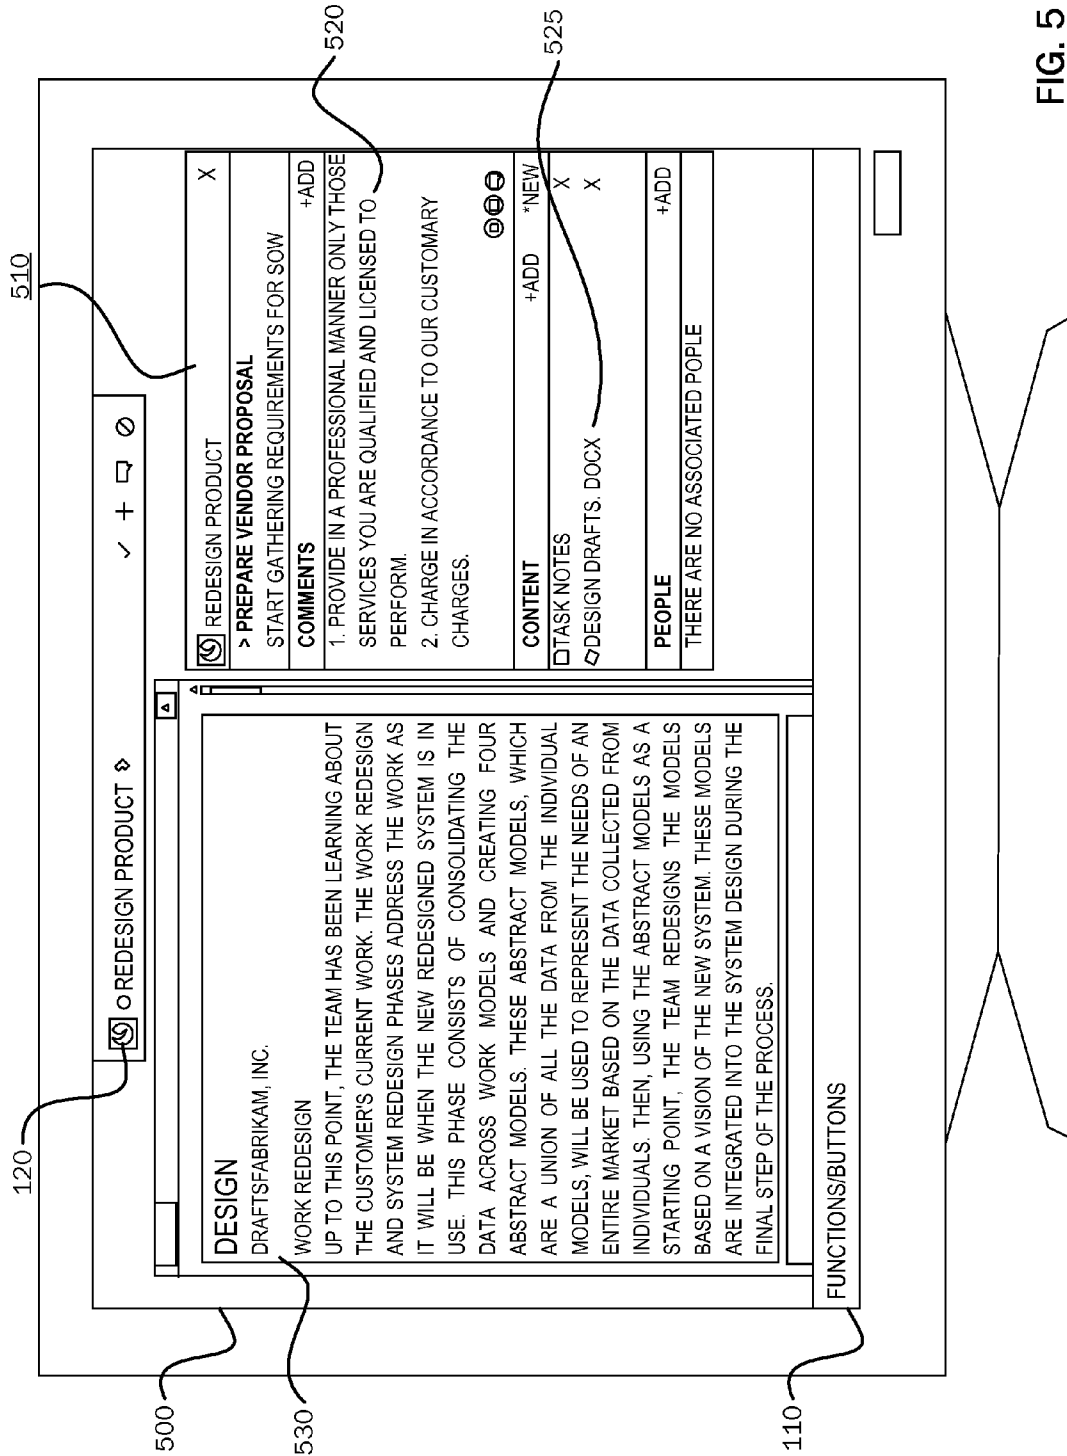 510
520
525
120
REDESIGN PRODUCT
REDESIGN PRODUCT X
> PREPARE VENDOR PROPOSAL
START GATHERING REQUIREMENTS FOR SOW
COMMENTS +ADD
1. PROVIDE IN A PROFESSIONAL MANNER ONLY THOSE
SERVICES YOU ARE QUALIFIED AND LICENSED TO
PERFORM.
2. CHARGE IN ACCORDANCE TO OUR CUSTOMARY
CHARGES.
CONTENT +ADD *NEW
TASK NOTES X
DESIGN DRAFTS. DOCX X
PEOPLE +ADD
THERE ARE NO ASSOCIATED POPLE
DESIGN
DRAFTSFABRIKAM, INC.
WORK REDESIGN
UP TO THIS POINT, THE TEAM HAS BEEN LEARNING ABOUT
THE CUSTOMER'S CURRENT WORK. THE WORK REDESIGN
AND SYSTEM REDESIGN PHASES ADDRESS THE WORK AS
IT WILL BE WHEN THE NEW REDESIGNED SYSTEM IS IN
USE. THIS PHASE CONSISTS OF CONSOLIDATING THE
DATA ACROSS WORK MODELS AND CREATING FOUR
ABSTRACT MODELS. THESE ABSTRACT MODELS, WHICH
ARE A UNION OF ALL THE DATA FROM THE INDIVIDUAL
MODELS, WILL BE USED TO REPRESENT THE NEEDS OF AN
ENTIRE MARKET BASED ON THE DATA COLLECTED FROM
INDIVIDUALS. THEN, USING THE ABSTRACT MODELS AS A
STARTING POINT, THE TEAM REDESIGNS THE MODELS
BASED ON A VISION OF THE NEW SYSTEM. THESE MODELS
ARE INTEGRATED INTO THE SYSTEM DESIGN DURING THE
FINAL STEP OF THE PROCESS.
FUNCTIONS/BUTTONS
500
530
110
FIG. 5